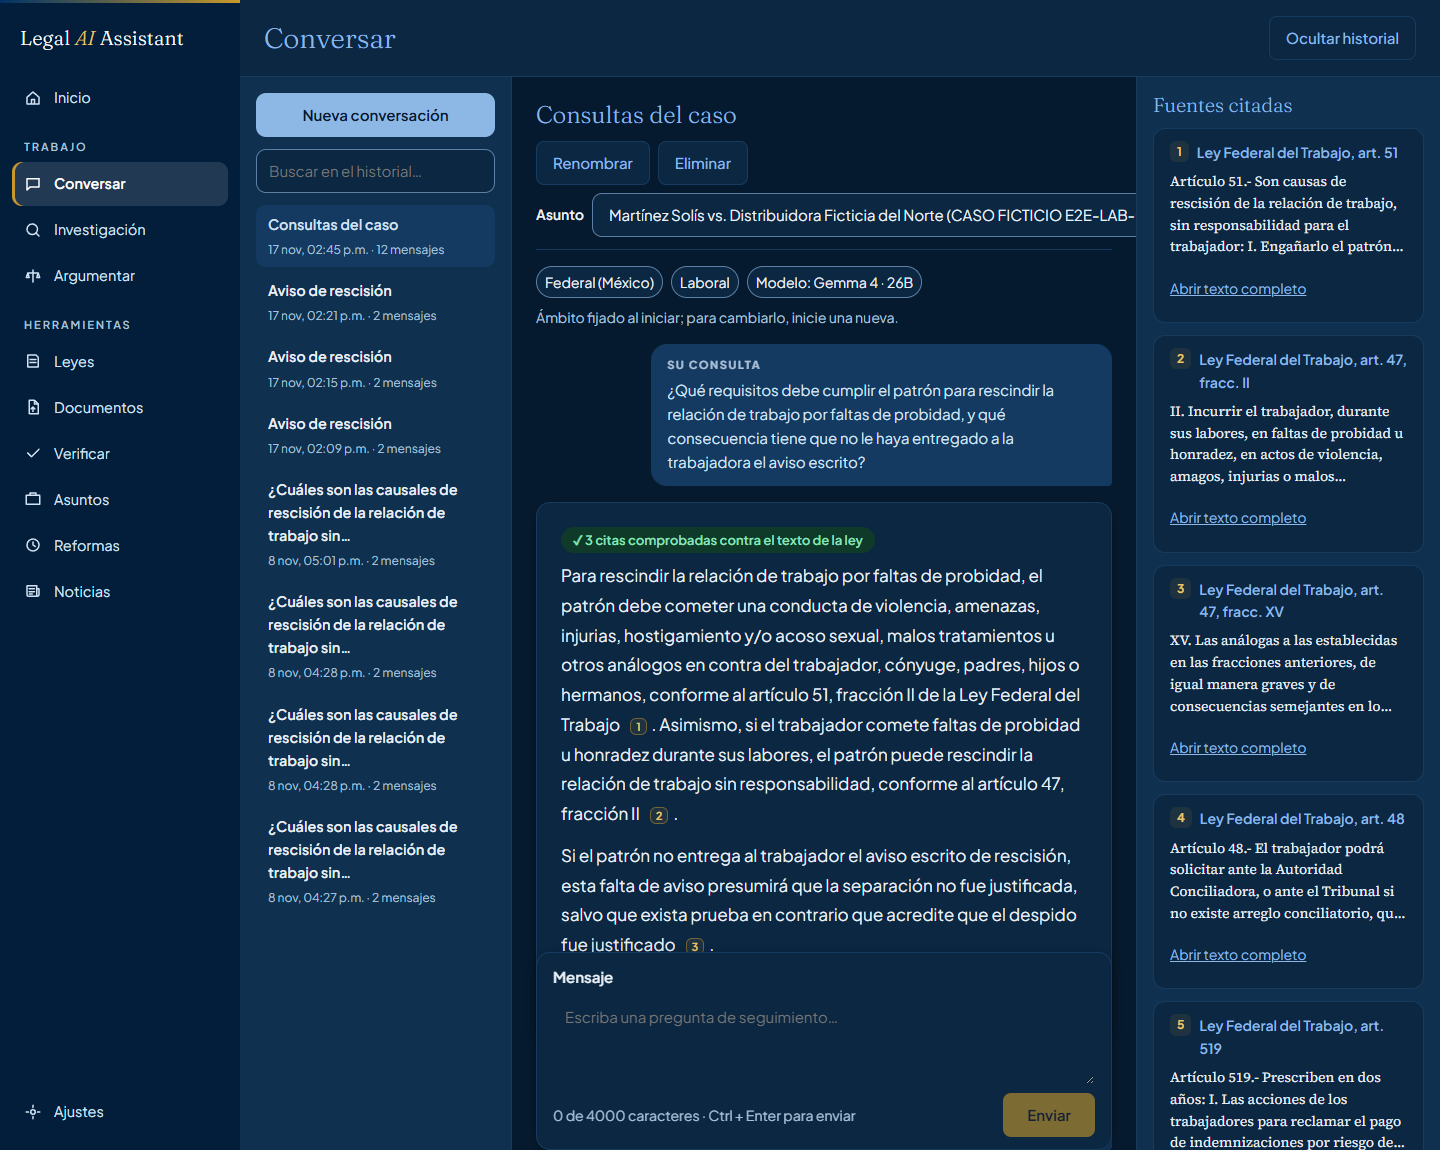 Legal AI Assistant
Inicio
TRABAJO
Conversar
Investigación
Argumentar
HERRAMIENTAS
Leyes
Documentos
Verificar
Asuntos
Reformas
Noticias
Ajustes
Conversar
Ocultar historial
Nueva conversación
Buscar en el historial...
Consultas del caso
17 nov, 02:45 p.m. · 12 mensajes
Aviso de rescisión
17 nov, 02:21 p.m. · 2 mensajes
Aviso de rescisión
17 nov, 02:15 p.m. · 2 mensajes
Aviso de rescisión
17 nov, 02:09 p.m. · 2 mensajes
¿Cuáles son las causales de
rescisión de la relación de
trabajo sin...
8 nov, 05:01 p.m. · 2 mensajes
¿Cuáles son las causales de
rescisión de la relación de
trabajo sin...
8 nov, 04:28 p.m. · 2 mensajes
¿Cuáles son las causales de
rescisión de la relación de
trabajo sin...
8 nov, 04:28 p.m. · 2 mensajes
¿Cuáles son las causales de
rescisión de la relación de
trabajo sin...
8 nov, 04:27 p.m. · 2 mensajes
Consultas del caso
Renombrar Eliminar
Asunto Martínez Solís vs. Distribuidora Ficticia del Norte (CASO FICTICIO E2E-LAB-
Federal (México) Laboral Modelo: Gemma 4 · 26B
Ámbito fijado al iniciar; para cambiarlo, inicie una nueva.
SU CONSULTA
¿Qué requisitos debe cumplir el patrón para rescindir la
relación de trabajo por faltas de probidad, y qué
consecuencia tiene que no le haya entregado a la
trabajadora el aviso escrito?
✓ 3 citas comprobadas contra el texto de la ley
Para rescindir la relación de trabajo por faltas de probidad, el
patrón debe cometer una conducta de violencia, amenazas,
injurias, hostigamiento y/o acoso sexual, malos tratamientos u
otros análogos en contra del trabajador, cónyuge, padres, hijos o
hermanos, conforme al artículo 51, fracción II de la Ley Federal del
Trabajo 1 . Asimismo, si el trabajador comete faltas de probidad
u honradez durante sus labores, el patrón puede rescindir la
relación de trabajo sin responsabilidad, conforme al artículo 47,
fracción II 2 .
Si el patrón no entrega al trabajador el aviso escrito de rescisión,
esta falta de aviso presumirá que la separación no fue justificada,
salvo que exista prueba en contrario que acredite que el despido
fue justificado 3 .
Mensaje
Escriba una pregunta de seguimiento...
0 de 4000 caracteres · Ctrl + Enter para enviar
Enviar
Fuentes citadas
1 Ley Federal del Trabajo, art. 51
Artículo 51.- Son causas de
rescisión de la relación de trabajo,
sin responsabilidad para el
trabajador: I. Engañarlo el patrón...
Abrir texto completo
2 Ley Federal del Trabajo, art. 47,
fracc. II
II. Incurrir el trabajador, durante
sus labores, en faltas de probidad u
honradez, en actos de violencia,
amagos, injurias o malos...
Abrir texto completo
3 Ley Federal del Trabajo, art.
47, fracc. XV
XV. Las análogas a las establecidas
en las fracciones anteriores, de
igual manera graves y de
consecuencias semejantes en lo...
Abrir texto completo
4 Ley Federal del Trabajo, art. 48
Artículo 48.- El trabajador podrá
solicitar ante la Autoridad
Conciliadora, o ante el Tribunal si
no existe arreglo conciliatorio, qu...
Abrir texto completo
5 Ley Federal del Trabajo, art.
519
Artículo 519.- Prescriben en dos
años: I. Las acciones de los
trabajadores para reclamar el pago
de indemnizaciones por riesgo de...